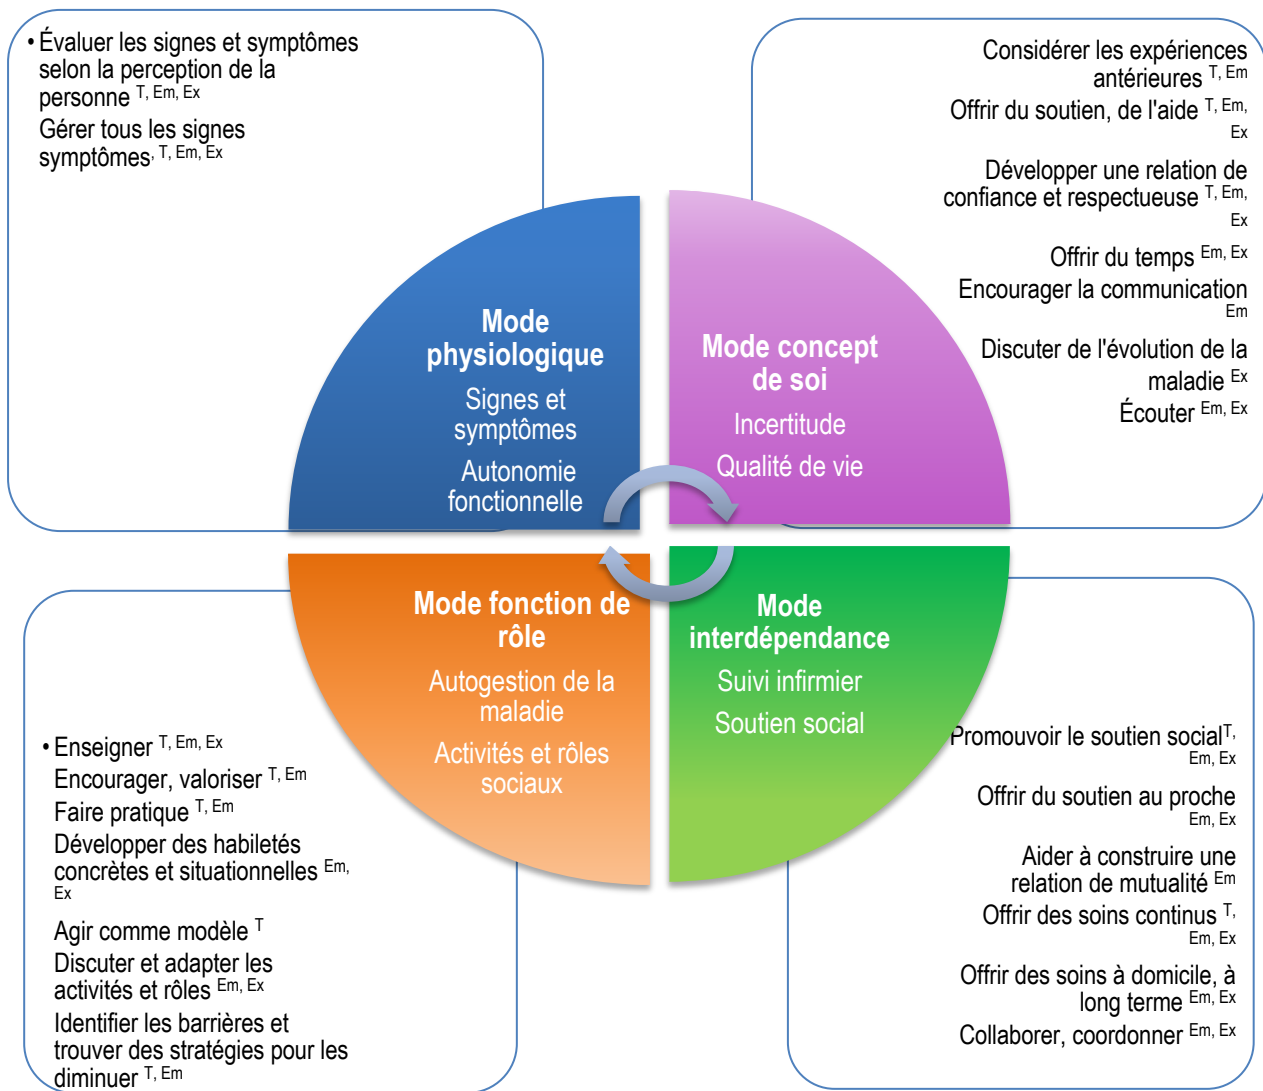 • Évaluer les signes et symptômes
selon la perception de la
personne T, Em, Ex
Gérer tous les signes
symptômes, T, Em, Ex
Considérer les expériences
antérieures T, Em
Offrir du soutien, de l'aide T, Em,
Ex
Développer une relation de
confiance et respectueuse T, Em,
Ex
Offrir du temps Em, Ex
Encourager la communication
Em
Discuter de l'évolution de la
maladie Ex
Écouter Em, Ex
Mode
physiologique
Signes et
symptômes
Autonomie
fonctionnelle
Mode concept
de soi
Incertitude
Qualité de vie
Mode fonction de
rôle
Autogestion de la
maladie
Activités et rôles
sociaux
Mode
interdépendance
Suivi infirmier
Soutien social
• Enseigner T, Em, Ex
Encourager, valoriser T, Em
Faire pratique T, Em
Développer des habiletés
concrètes et situationnelles Em,
Ex
Agir comme modèle T
Discuter et adapter les
activités et rôles Em, Ex
Identifier les barrières et
trouver des stratégies pour les
diminuer T, Em
Promouvoir le soutien social T,
Em, Ex
Offrir du soutien au proche
Em, Ex
Aider à construire une
relation de mutualité Em
Offrir des soins continus T,
Em, Ex
Offrir des soins à domicile, à
long terme Em, Ex
Collaborer, coordonner Em, Ex